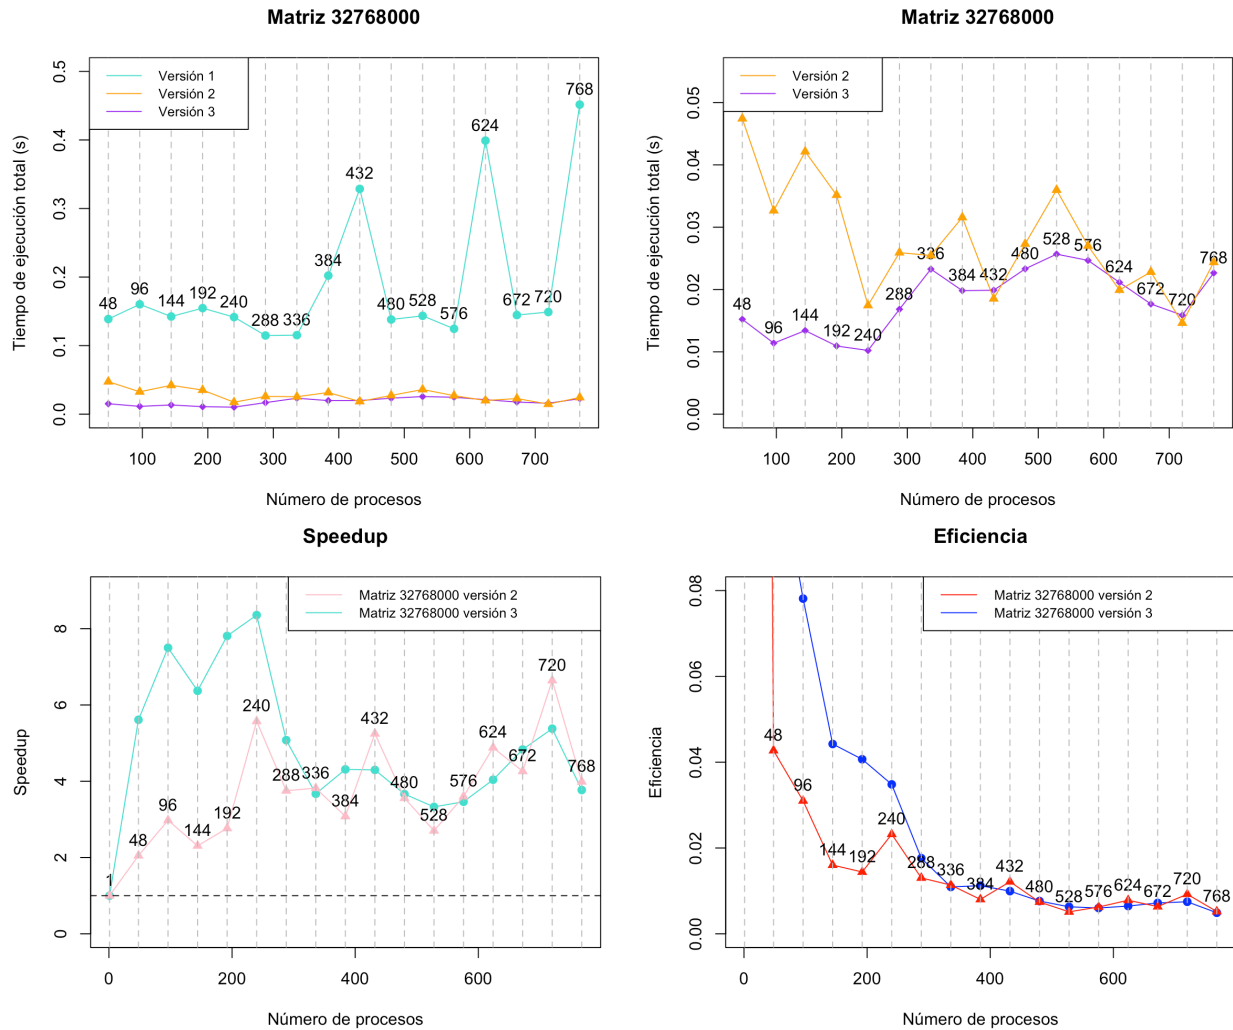 Matriz 32768000
Versión 1
Versión 2
Versión 3
Tiempo de ejecución total (s)
0.0 0.1 0.2 0.3 0.4 0.5
48 96 144 192 240 288 336 384 432 480 528 576 624 672 720 768
100 200 300 400 500 600 700
Número de procesos
Matriz 32768000
Versión 2
Versión 3
Tiempo de ejecución total (s)
0.00 0.01 0.02 0.03 0.04 0.05
48 96 144 192 240 288 336 384 432 480 528 576 624 672 720 768
100 200 300 400 500 600 700
Número de procesos
Speedup
Matriz 32768000 versión 2
Matriz 32768000 versión 3
Speedup
0 2 4 6 8
1 48 96 144 192 240 288 336 384 432 480 528 576 624 672 720 768
0 200 400 600
Número de procesos
Eficiencia
Matriz 32768000 versión 2
Matriz 32768000 versión 3
Eficiencia
0.00 0.02 0.04 0.06 0.08
48 96 144 192 240 288 336 384 432 480 528 576 624 672 720 768
0 200 400 600
Número de procesos